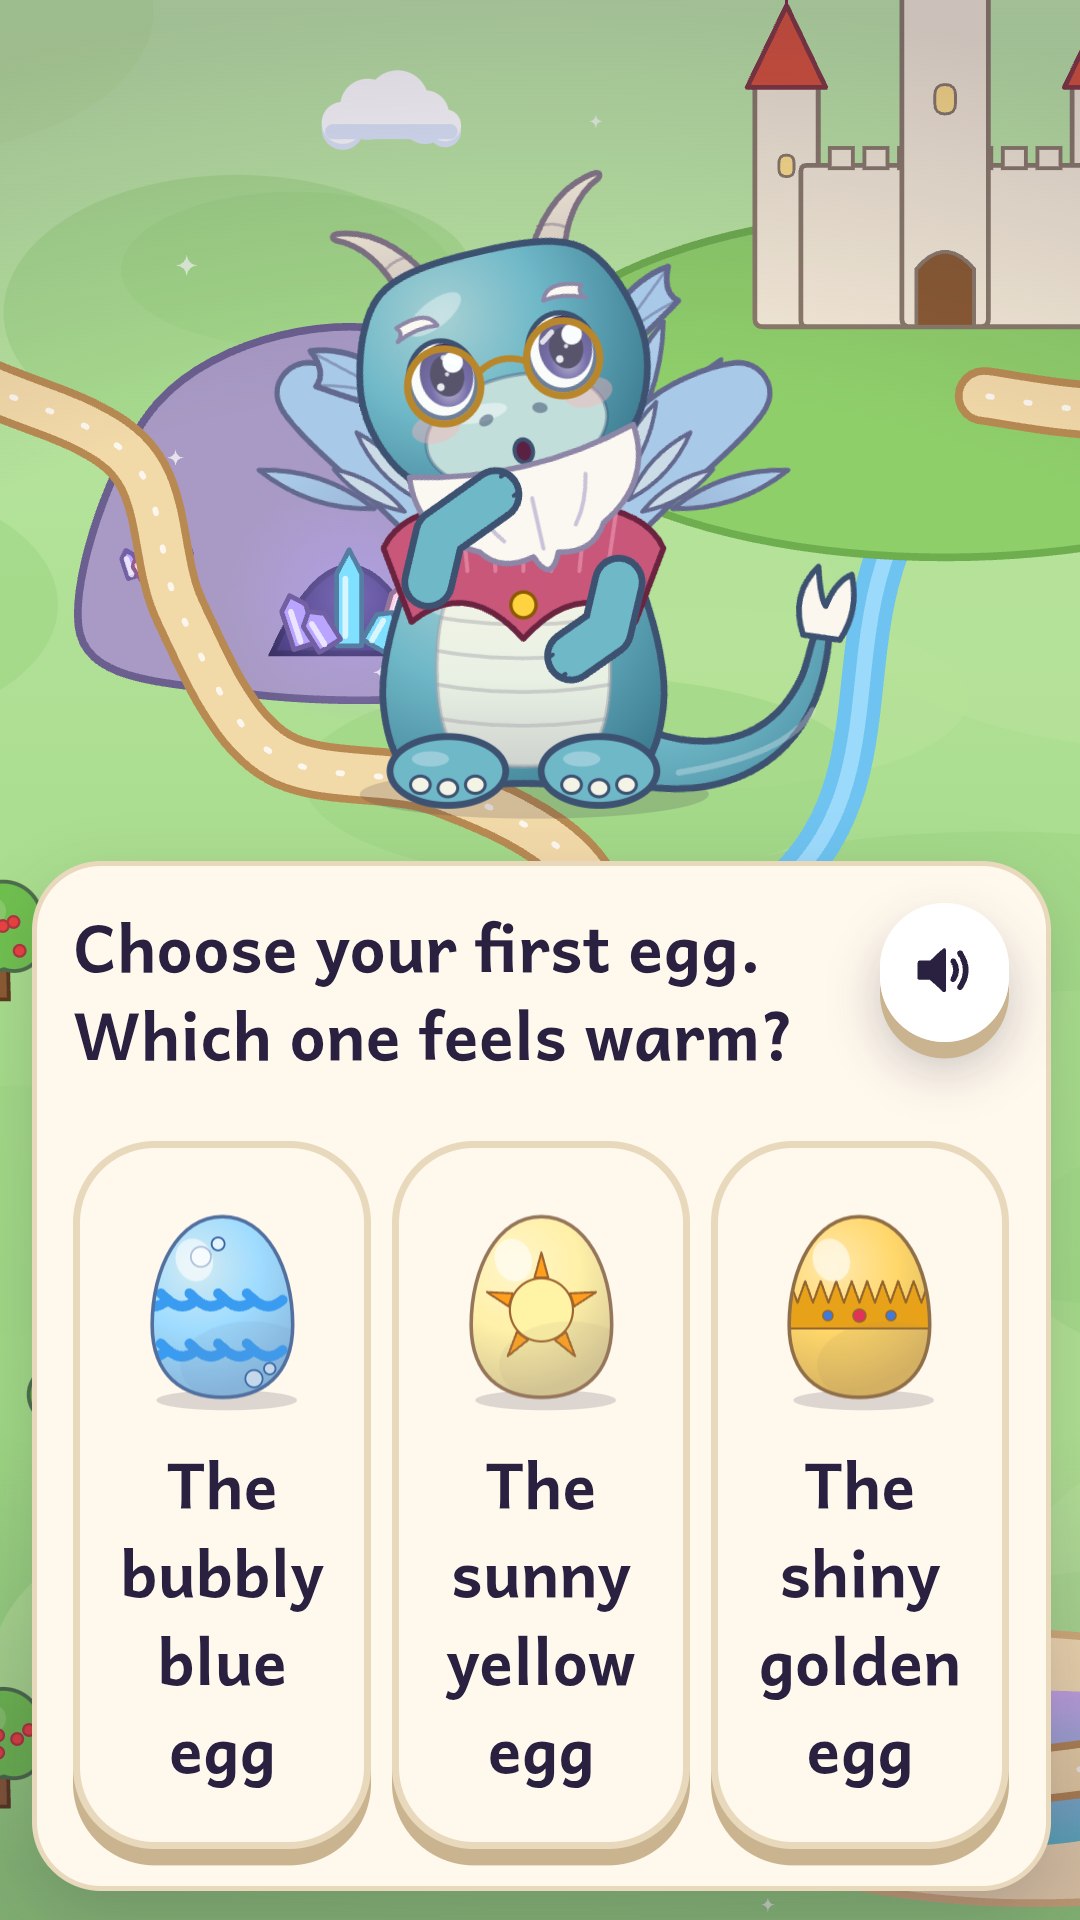 Choose your first egg.
Which one feels warm?
The
bubbly
blue
egg
The
sunny
yellow
egg
The
shiny
golden
egg